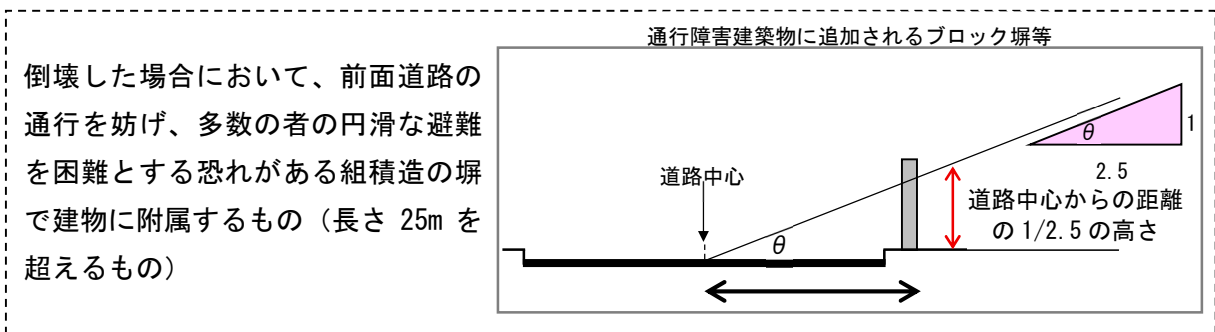 倒壊した場合において、前面道路の
通行を妨げ、多数の者の円滑な避難
を困難とする恐れがある組積造の塀
で建物に附属するもの（長さ 25m を
超えるもの）
通行障害建築物に追加されるブロック塀等
θ
1
2.5
道路中心
道路中心からの距離
の 1/2.5 の高さ
θ